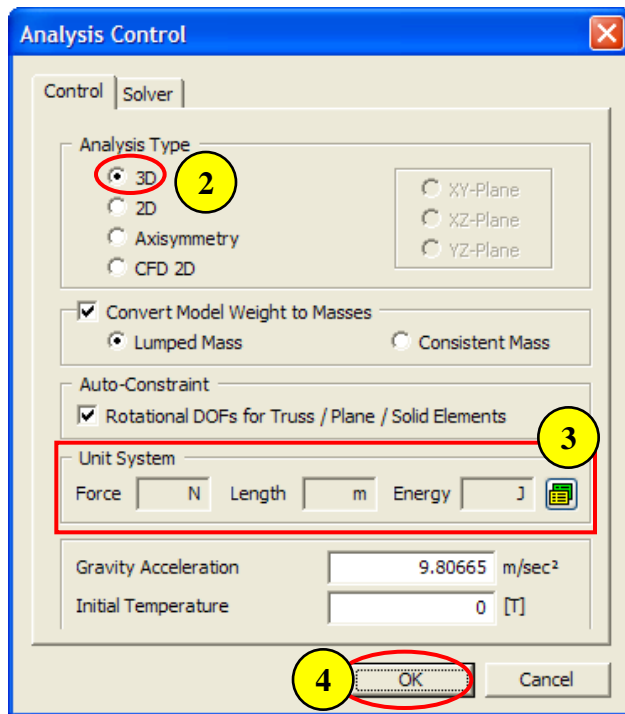 Analysis Control
Control Solver
Analysis Type
3D 2
2D
Axisymmetry
CFD 2D
XY-Plane
XZ-Plane
YZ-Plane
Convert Model Weight to Masses
Lumped Mass Consistent Mass
Auto-Constraint
Rotational DOFs for Truss / Plane / Solid Elements
3
Unit System
Force N Length m Energy J
Gravity Acceleration 9.80665 m/sec²
Initial Temperature 0 [T]
4 OK Cancel